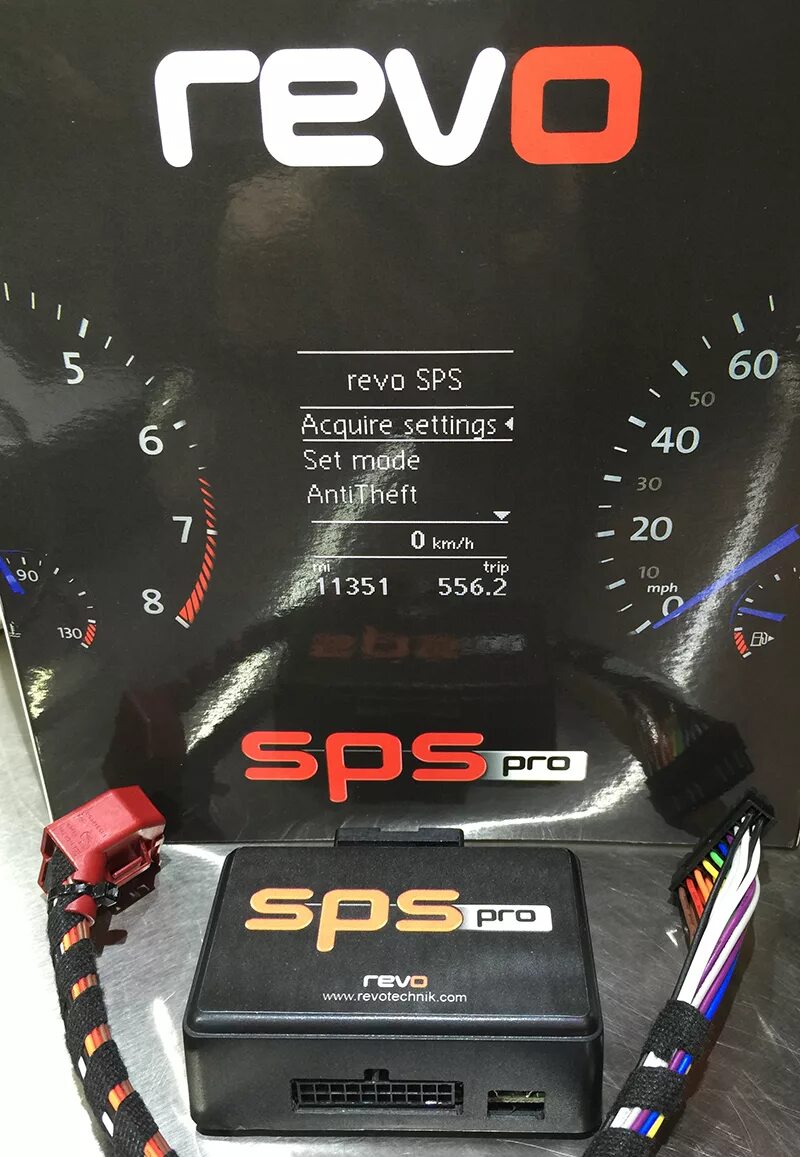 revo
5
6
7
8
90
130
revo SPS
Acquire settings
Set mode
AntiTheft
0 km/h
mi trip
11351 556.2
60
50
40
30
20
10
mph
0
sps pro
sps pro
revo
www.revotechnik.com